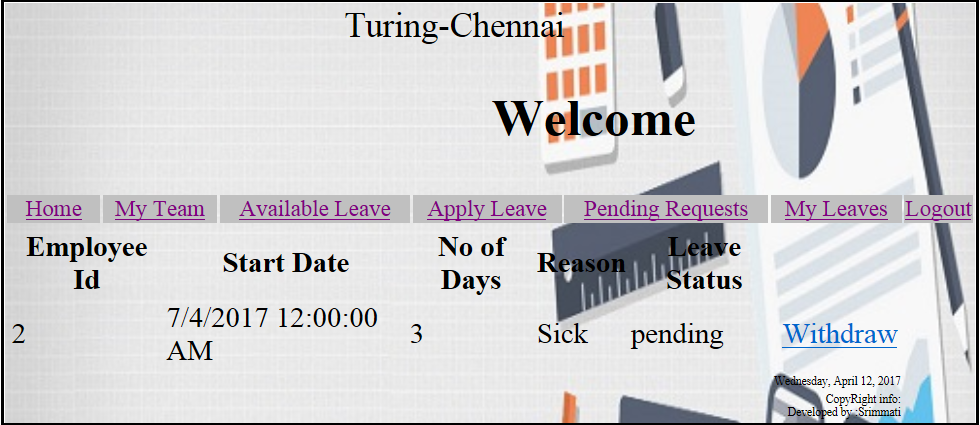 Turing-Chennai
Welcome
Home My Team Available Leave Apply Leave Pending Requests My Leaves Logout
Employee Id Start Date No of Days Reason Leave Status
2 7/4/2017 12:00:00 AM 3 Sick pending Withdraw
Wednesday, April 12, 2017
CopyRight info:
Developed by :Srimmati